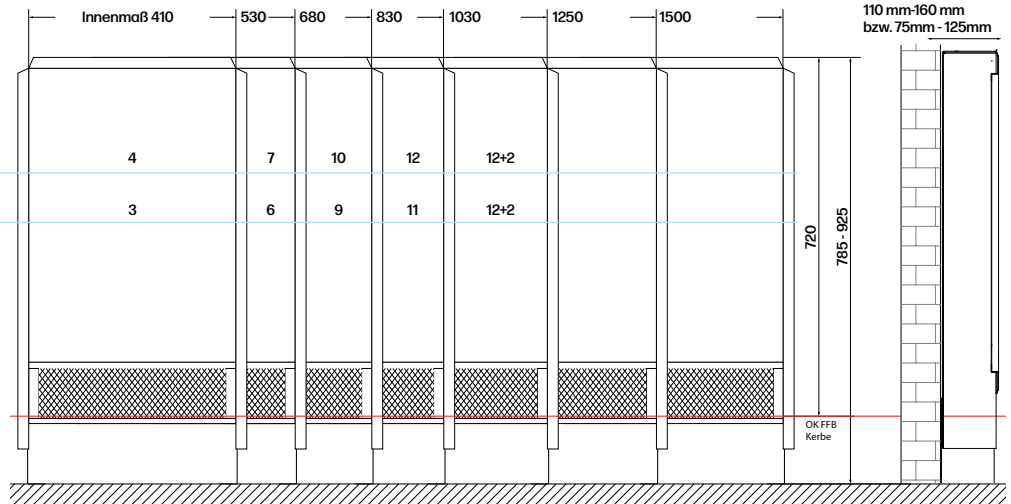 Innenmaß 410 530 680 830 1030 1250 1500
110 mm-160 mm
bzw. 75mm - 125mm
4 7 10 12 12+2
3 6 9 11 12+2
720
785 - 925
OK FFB
Kerbe